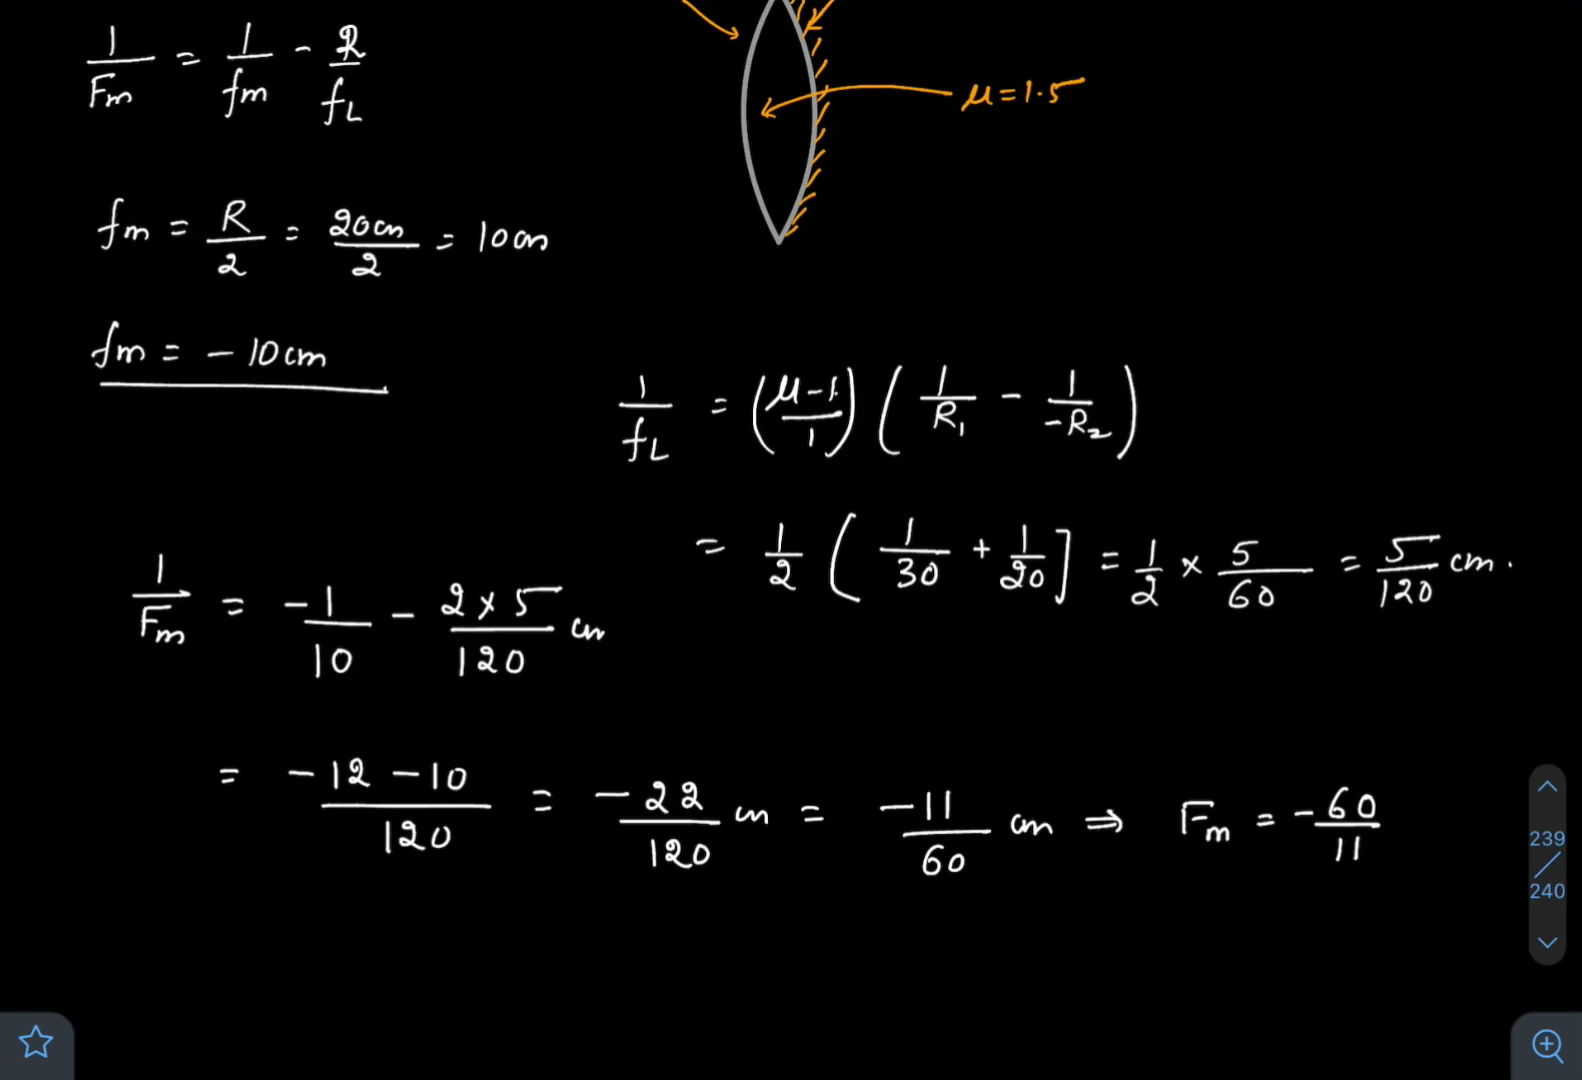 1/Fm = 1/fm - 2/fL
μ=1.5
fm = R/2 = 20cm/2 = 10cm
fm = - 10cm
1/fL = (μ-1/1) (1/R₁ - 1/-R₂)
= 1/2 ( 1/30 + 1/20 ] = 1/2 × 5/60 = 5/120 cm.
1/Fm = -1/10 - 2×5/120 cm
= -12 -10/120 = -22/120 cm = -11/60 cm ⇒ Fm = -60/11
239
240